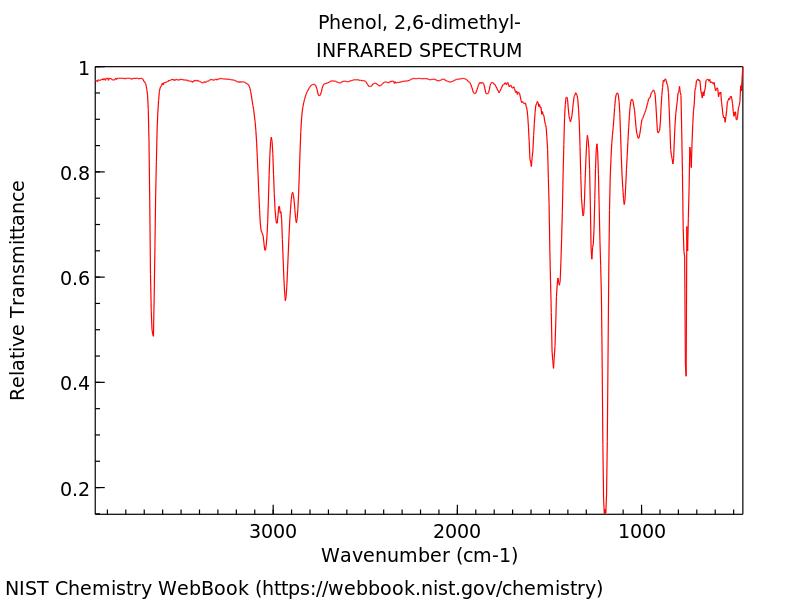 Phenol, 2,6-dimethyl-
INFRARED SPECTRUM
1
0.8
0.6
0.4
0.2
Relative Transmittance
3000 2000 1000
Wavenumber (cm-1)
NIST Chemistry WebBook (https://webbook.nist.gov/chemistry)